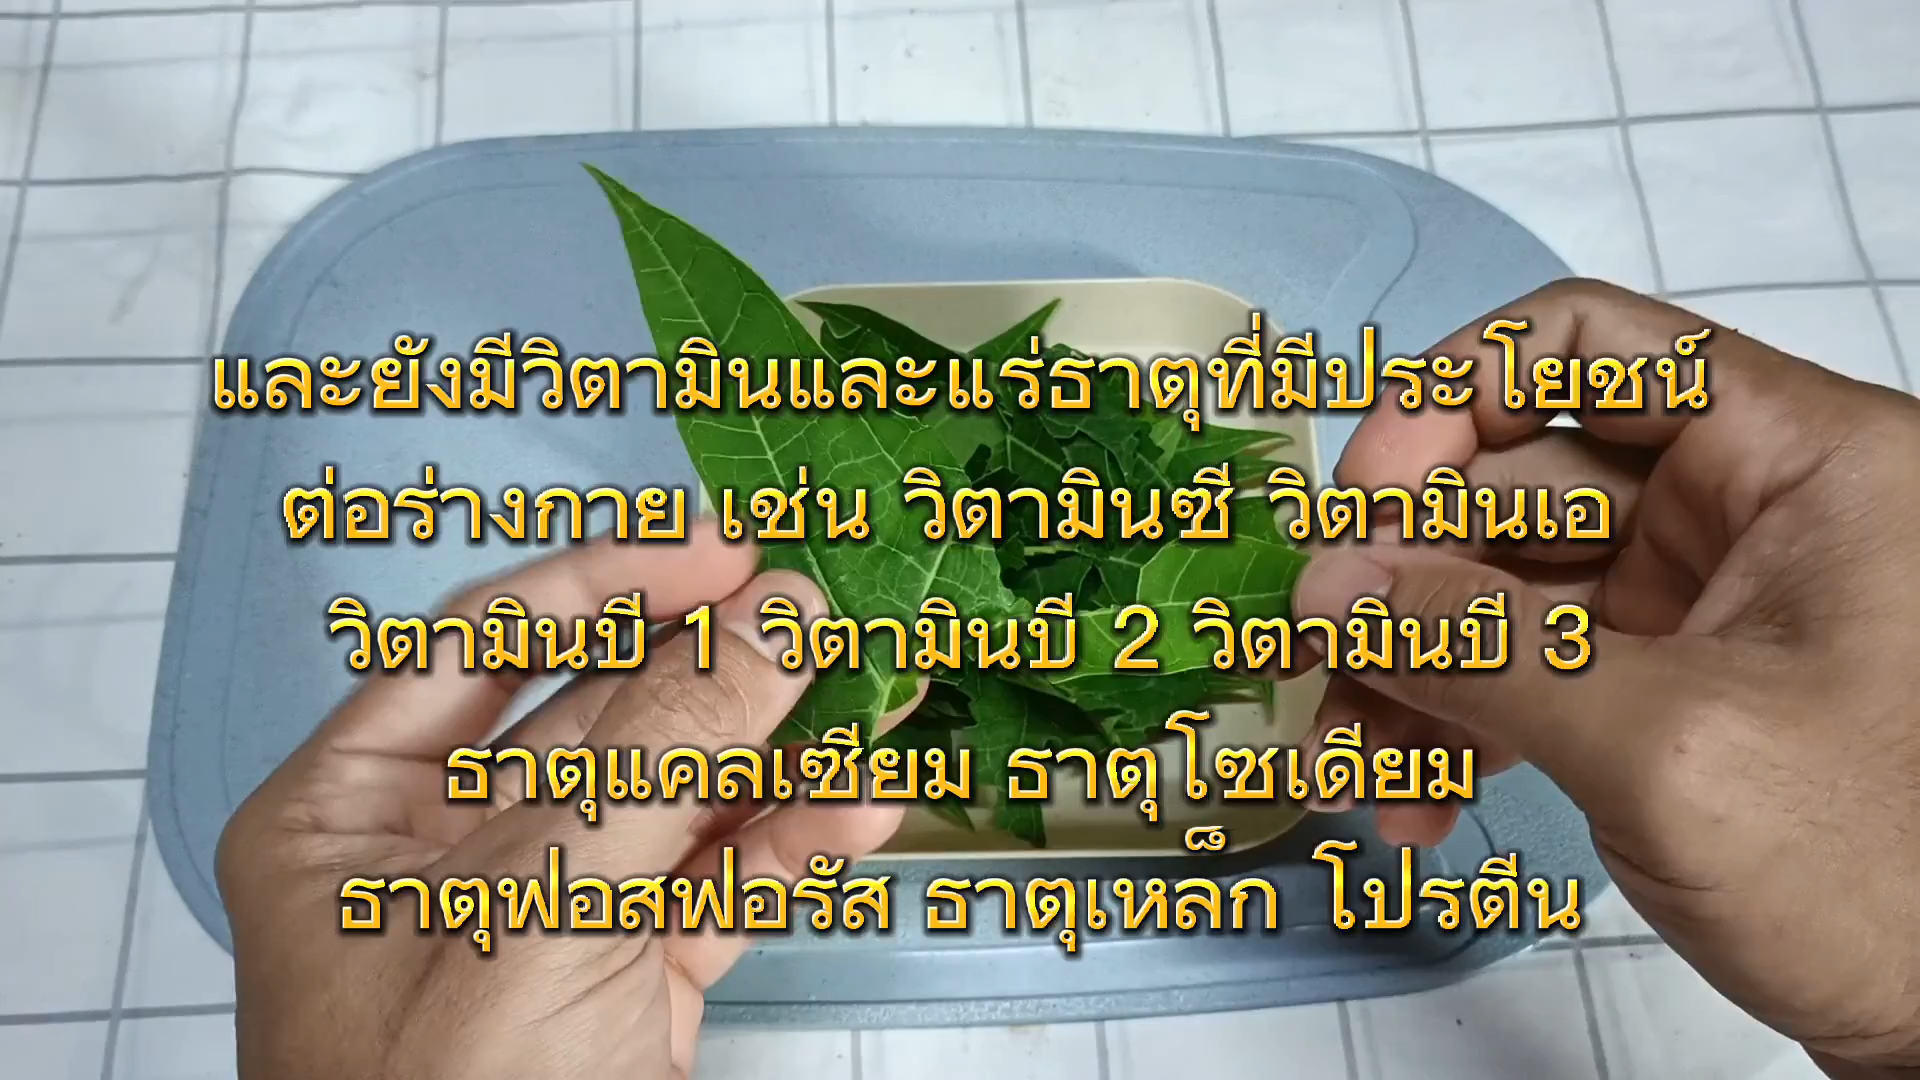 และยังมีวิตามินและแร่ธาตุที่มีประโยชน์
ต่อร่างกาย เช่น วิตามินซี วิตามินเอ
วิตามินบี 1 วิตามินบี 2 วิตามินบี 3
ธาตุแคลเซียม ธาตุโซเดียม
ธาตุฟอสฟอรัส ธาตุเหล็ก โปรตีน